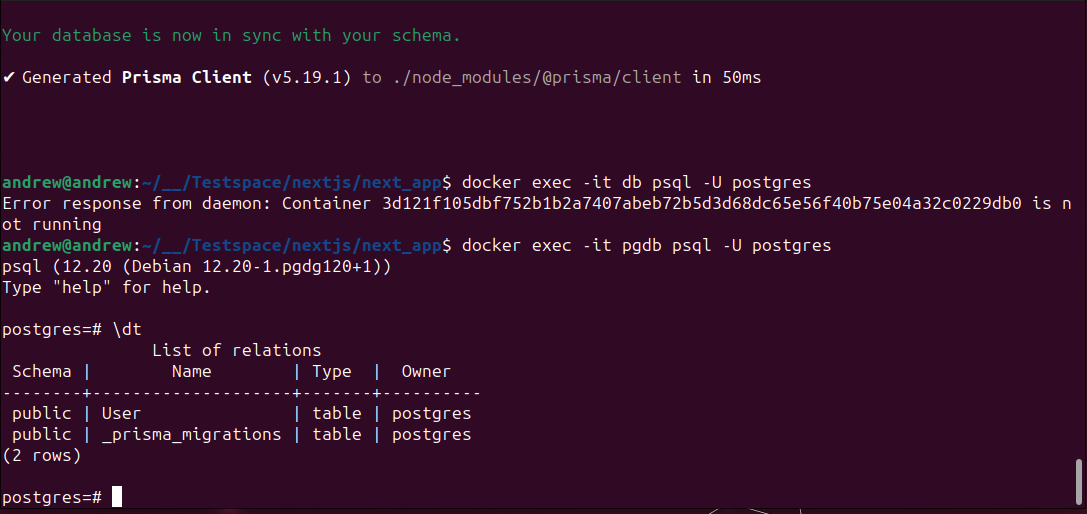 Your database is now in sync with your schema.
✔ Generated Prisma Client (v5.19.1) to ./node_modules/@prisma/client in 50ms
andrew@andrew:~/__/Testspace/nextjs/next_app$ docker exec -it db psql -U postgres
Error response from daemon: Container 3d121f105dbf752b1b2a7407abeb72b5d3d68dc65e56f40b75e04a32c0229db0 is n
ot running
andrew@andrew:~/__/Testspace/nextjs/next_app$ docker exec -it pgdb psql -U postgres
psql (12.20 (Debian 12.20-1.pgdg120+1))
Type "help" for help.
postgres=# \dt
List of relations
Schema | Name | Type | Owner
--------+--------------------+-------+----------
public | User | table | postgres
public | _prisma_migrations | table | postgres
(2 rows)
postgres=#